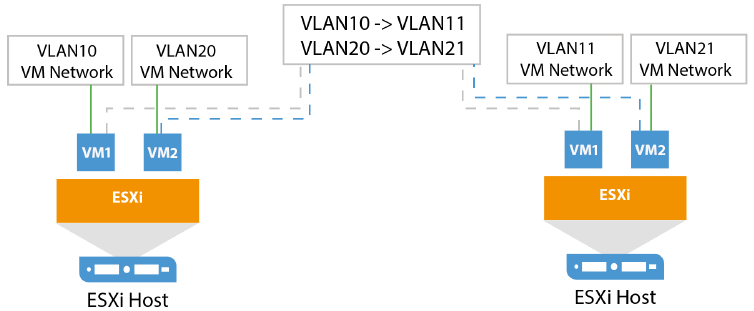 VLAN10 -> VLAN11
VLAN20 -> VLAN21
VLAN10
VM Network
VLAN20
VM Network
VLAN11
VM Network
VLAN21
VM Network
VM1
VM2
VM1
VM2
ESXi
ESXi
ESXi Host
ESXi Host